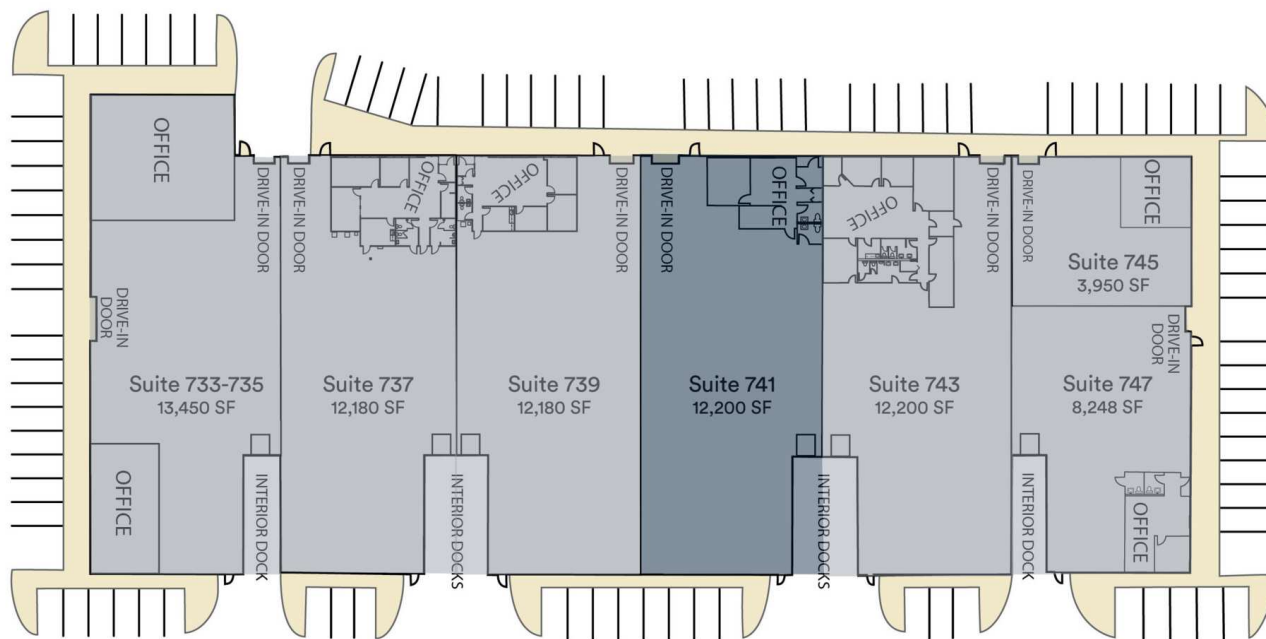 OFFICE
DRIVE-IN DOOR
DRIVE-IN
DOOR
Suite 733-735
13,450 SF
OFFICE
INTERIOR DOCK
DRIVE-IN DOOR
OFFICE
Suite 737
12,180 SF
INTERIOR DOCKS
OFFICE
DRIVE-IN DOOR
Suite 739
12,180 SF
DRIVE-IN DOOR
OFFICE
Suite 741
12,200 SF
INTERIOR DOCKS
OFFICE
DRIVE-IN DOOR
Suite 743
12,200 SF
INTERIOR DOCK
DRIVE-IN DOOR
OFFICE
Suite 745
3,950 SF
DRIVE-IN
DOOR
Suite 747
8,248 SF
OFFICE